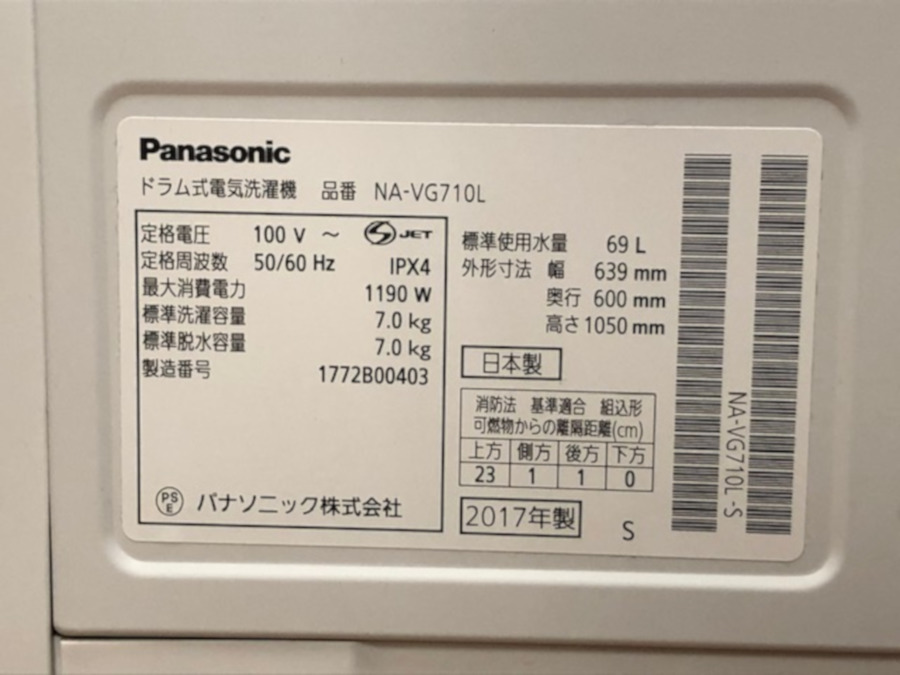 Panasonic
ドラム式電気洗濯機 品番 NA-VG710L
定格電圧 100 V ～ S JET
定格周波数 50/60 Hz IPX4
最大消費電力 1190 W
標準洗濯容量 7.0 kg
標準脱水容量 7.0 kg
製造番号 1772B00403
PS E パナソニック株式会社
標準使用水量 69 L
外形寸法 幅 639 mm
奥行 600 mm
高さ 1050 mm
日本製
消防法 基準適合 組込形
可燃物からの離隔距離(cm)
上方 側方 後方 下方
23 1 1 0
2017年製 S
NA-VG710L -S